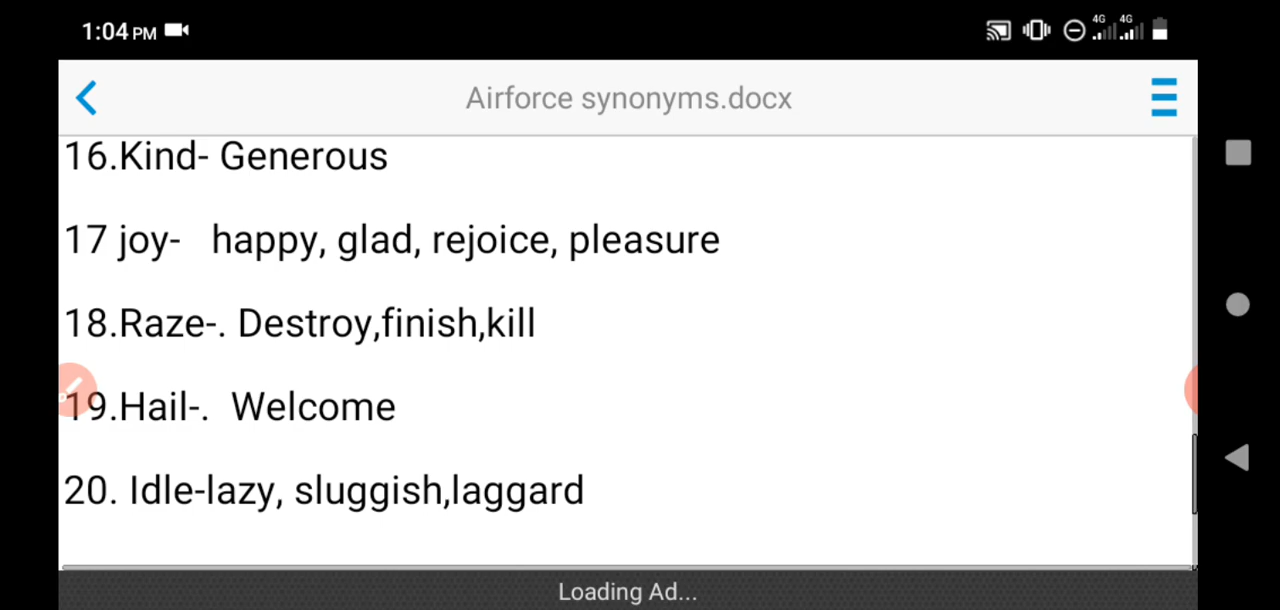 1:04 PM
4G 4G
Airforce synonyms.docx
16.Kind- Generous
17 joy-   happy, glad, rejoice, pleasure
18.Raze-. Destroy,finish,kill
19.Hail-.  Welcome
20. Idle-lazy, sluggish,laggard
Loading Ad...